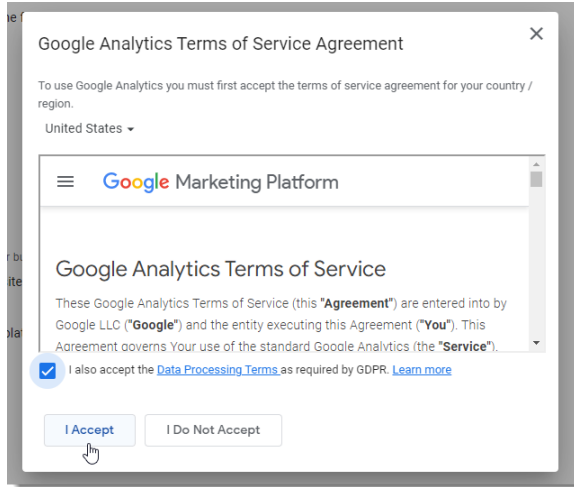 Google Analytics Terms of Service Agreement
To use Google Analytics you must first accept the terms of service agreement for your country /
region.
United States
Google Marketing Platform
Google Analytics Terms of Service
These Google Analytics Terms of Service (this "Agreement") are entered into by
Google LLC ("Google") and the entity executing this Agreement ("You"). This
Agreement governs Your use of the standard Google Analytics (the "Service").
I also accept the Data Processing Terms as required by GDPR. Learn more
I Accept
I Do Not Accept